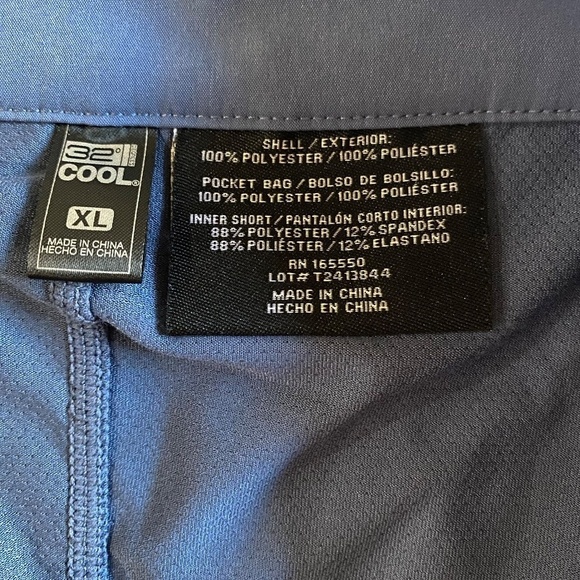 32°
COOL®
XL
MADE IN CHINA
HECHO EN CHINA
SHELL / EXTERIOR:
100% POLYESTER / 100% POLIÉSTER
POCKET BAG / BOLSO DE BOLSILLO:
100% POLYESTER / 100% POLIÉSTER
INNER SHORT / PANTALÓN CORTO INTERIOR:
88% POLYESTER / 12% SPANDEX
88% POLIÉSTER / 12% ELASTANO
RN 165550
LOT# T2413844
MADE IN CHINA
HECHO EN CHINA